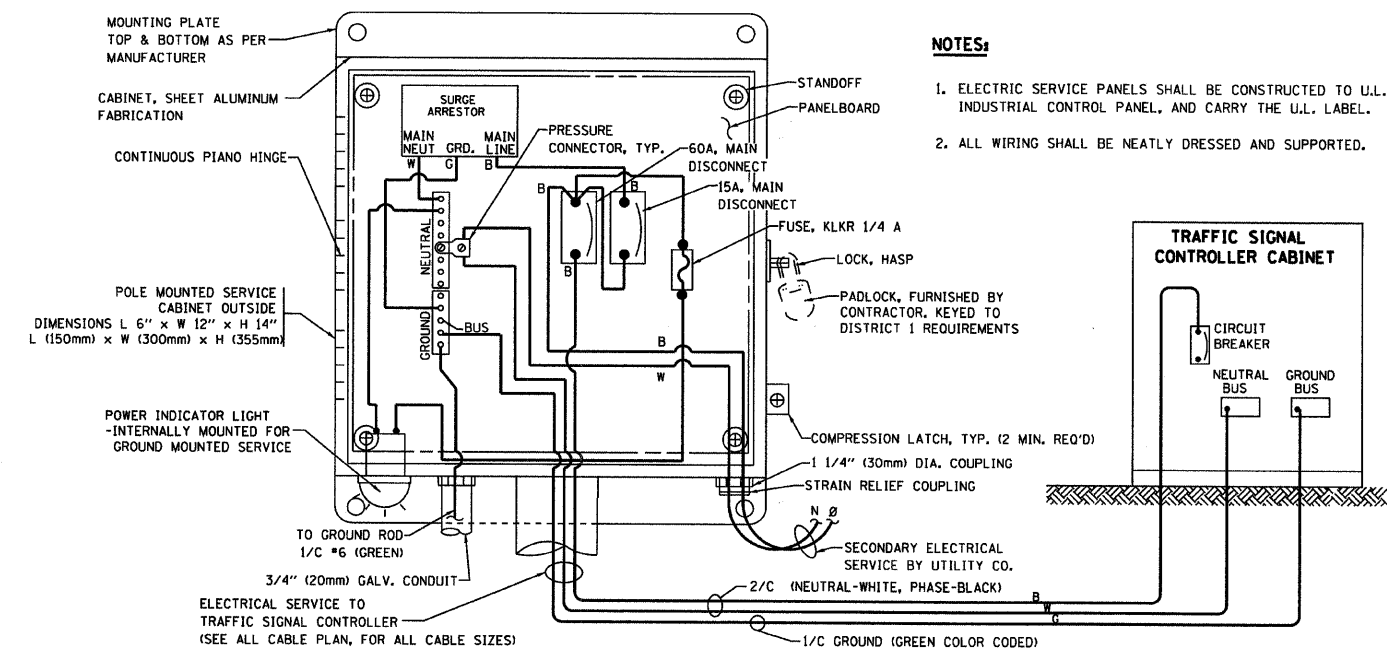 MOUNTING PLATE
TOP & BOTTOM AS PER
MANUFACTURER
CABINET, SHEET ALUMINUM
FABRICATION
CONTINUOUS PIANO HINGE
POLE MOUNTED SERVICE
CABINET OUTSIDE
DIMENSIONS L 6" x W 12" x H 14"
L (150mm) x W (300mm) x H (355mm)
POWER INDICATOR LIGHT
-INTERNALLY MOUNTED FOR
GROUND MOUNTED SERVICE
TO GROUND ROD
1/C #6 (GREEN)
3/4" (20mm) GALV. CONDUIT
ELECTRICAL SERVICE TO
TRAFFIC SIGNAL CONTROLLER
(SEE ALL CABLE PLAN, FOR ALL CABLE SIZES)
SURGE
ARRESTOR
MAIN
NEUT
GRD.
MAIN
LINE
W
G
B
PRESSURE
CONNECTOR, TYP.
NEUTRAL
GROUND
BUS
B
B
B
B
W
STANDOFF
PANELBOARD
60A, MAIN
DISCONNECT
15A, MAIN
DISCONNECT
FUSE, KLKR 1/4 A
LOCK, HASP
PADLOCK, FURNISHED BY
CONTRACTOR, KEYED TO
DISTRICT 1 REQUIREMENTS
COMPRESSION LATCH, TYP. (2 MIN. REQ'D)
1 1/4" (30mm) DIA. COUPLING
STRAIN RELIEF COUPLING
N Ø
SECONDARY ELECTRICAL
SERVICE BY UTILITY CO.
2/C (NEUTRAL-WHITE, PHASE-BLACK)
B
W
G
1/C GROUND (GREEN COLOR CODED)
NOTES:
1. ELECTRIC SERVICE PANELS SHALL BE CONSTRUCTED TO U.L.
INDUSTRIAL CONTROL PANEL, AND CARRY THE U.L. LABEL.
2. ALL WIRING SHALL BE NEATLY DRESSED AND SUPPORTED.
TRAFFIC SIGNAL
CONTROLLER CABINET
CIRCUIT
BREAKER
NEUTRAL
BUS
GROUND
BUS